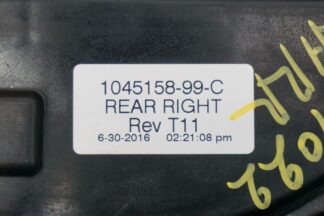 1045158-99-C
REAR RIGHT
Rev T11
6-30-2016 02:21:08 pm